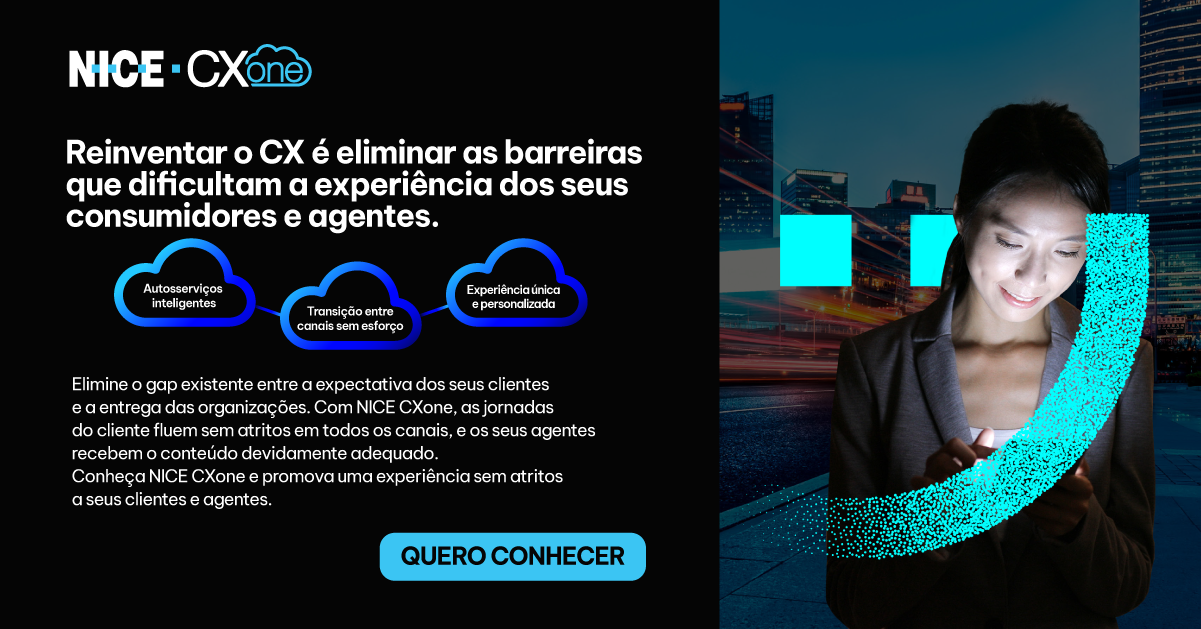 NICE CXone
Reinventar o CX é eliminar as barreiras
que dificultam a experiência dos seus
consumidores e agentes.
Autosserviços
inteligentes
Transição entre
canais sem esforço
Experiência única
e personalizada
Elimine o gap existente entre a expectativa dos seus clientes
e a entrega das organizações. Com NICE CXone, as jornadas
do cliente fluem sem atritos em todos os canais, e os seus agentes
recebem o conteúdo devidamente adequado.
Conheça NICE CXone e promova uma experiência sem atritos
a seus clientes e agentes.
QUERO CONHECER